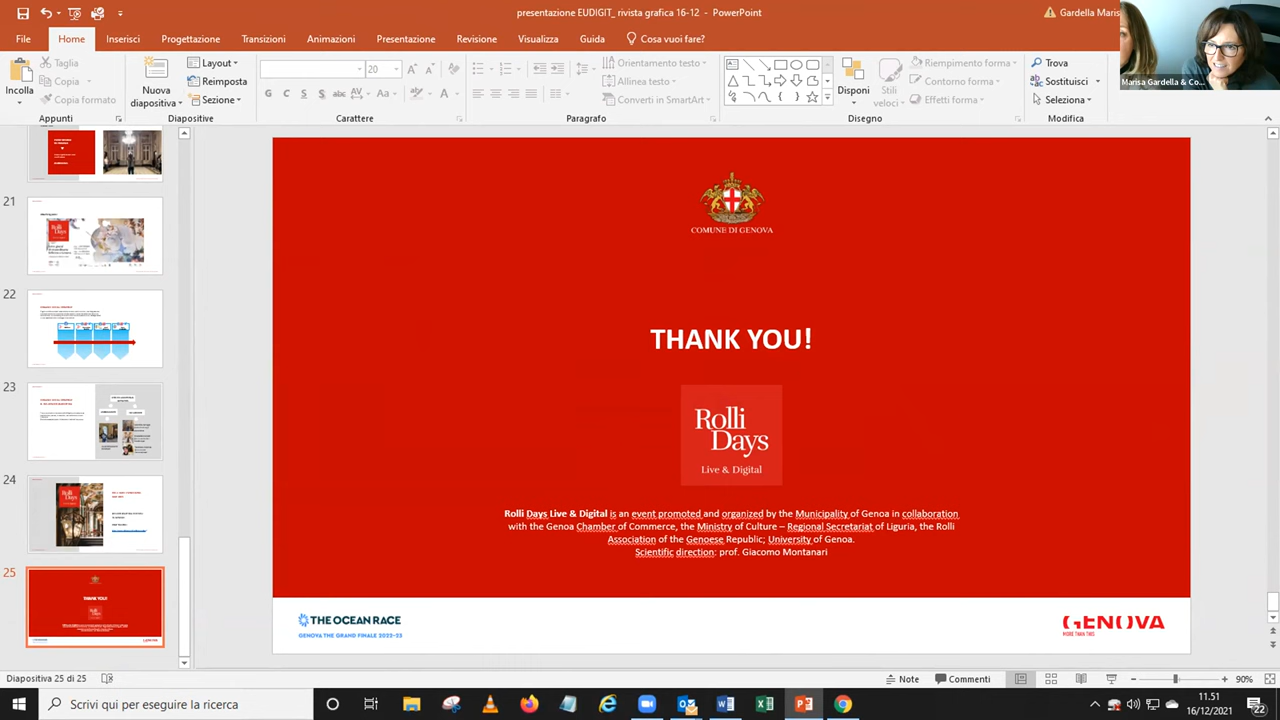 presentazione EUDIGIT_ rivista grafica 16-12 - PowerPoint
Gardella Maris
File
Home
Inserisci
Progettazione
Transizioni
Animazioni
Presentazione
Revisione
Visualizza
Guida
Cosa vuoi fare?
Incolla
Taglia
Copia
Copia formato
Appunti
Nuova
diapositiva
Layout
Reimposta
Sezione
Diapositive
20
G C S S abc AV Aa
Carattere
Orientamento testo
Allinea testo
Converti in SmartArt
Paragrafo
Disponi
Stili
veloci
Riempimento forma
Contorno forma
Effetti forma
Disegno
Trova
Sostituisci
Seleziona
Modifica
Marisa Gardella & Co...
21
22
23
24
25
Rolli
Days
THANK YOU!
COMUNE DI GENOVA
THANK YOU!
Rolli
Days
Live & Digital
Rolli Days Live & Digital is an event promoted and organized by the Municipality of Genoa in collaboration
with the Genoa Chamber of Commerce, the Ministry of Culture – Regional Secretariat of Liguria, the Rolli
Association of the Genoese Republic; University of Genoa.
Scientific direction: prof. Giacomo Montanari
THE OCEAN RACE
GENOVA THE GRAND FINALE 2022-23
GENOVA
MORE THAN THIS
Diapositiva 25 di 25
Note
Commenti
90%
Scrivi qui per eseguire la ricerca
11.51
16/12/2021
22